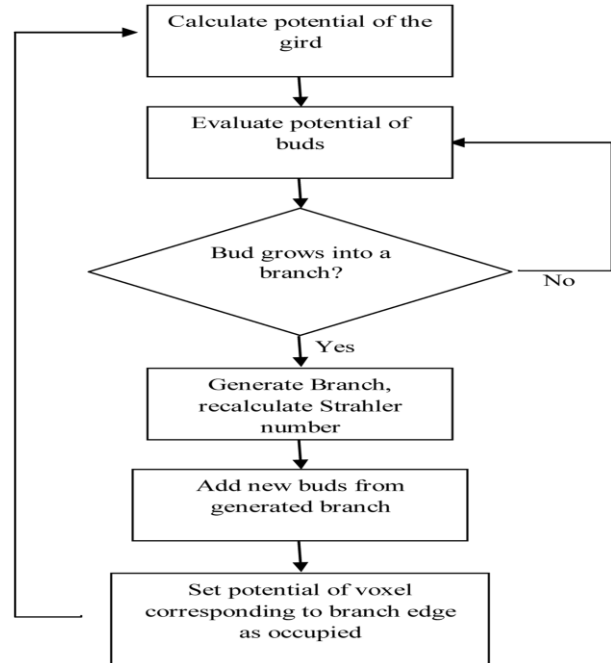 Calculate potential of the
gird
Evaluate potential of
buds
Bud grows into a
branch?
No
Yes
Generate Branch,
recalculate Strahler
number
Add new buds from
generated branch
Set potential of voxel
corresponding to branch edge
as occupied